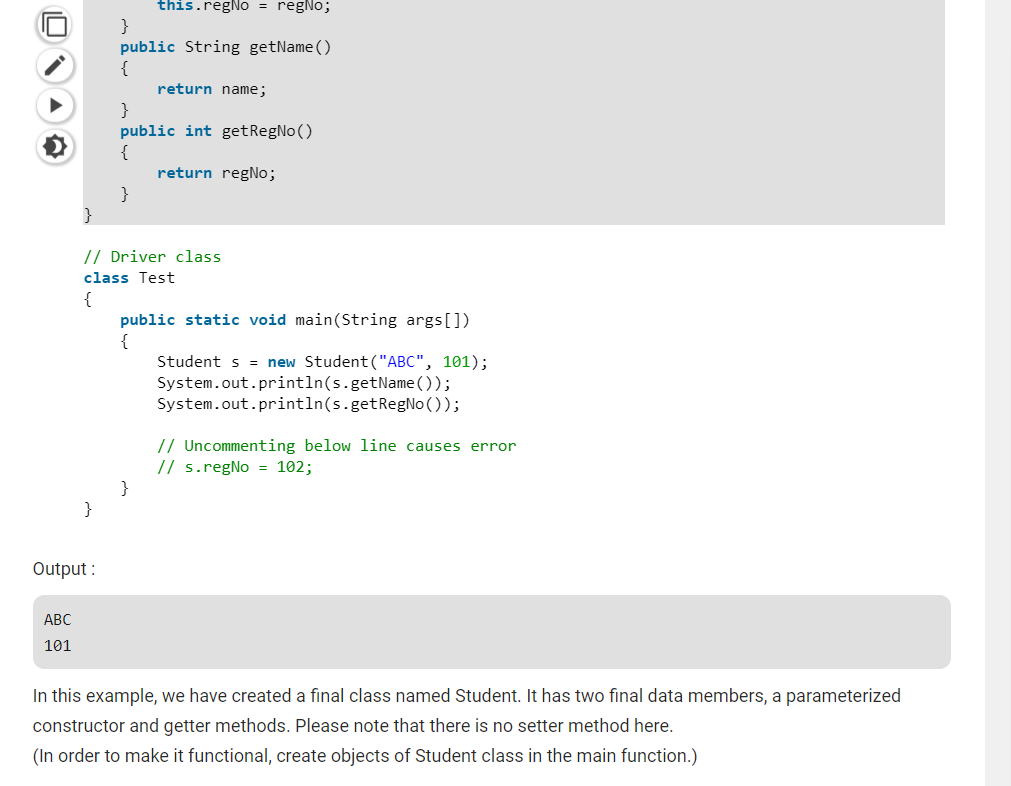 this.regNo = regNo;
}
public String getName()
{
return name;
}
public int getRegNo()
{
return regNo;
}
}
// Driver class
class Test
{
public static void main(String args[])
{
Student s = new Student("ABC", 101);
System.out.println(s.getName());
System.out.println(s.getRegNo());
// Uncommenting below line causes error
// s.regNo = 102;
}
}
Output :
ABC
101
In this example, we have created a final class named Student. It has two final data members, a parameterized
constructor and getter methods. Please note that there is no setter method here.
(In order to make it functional, create objects of Student class in the main function.)